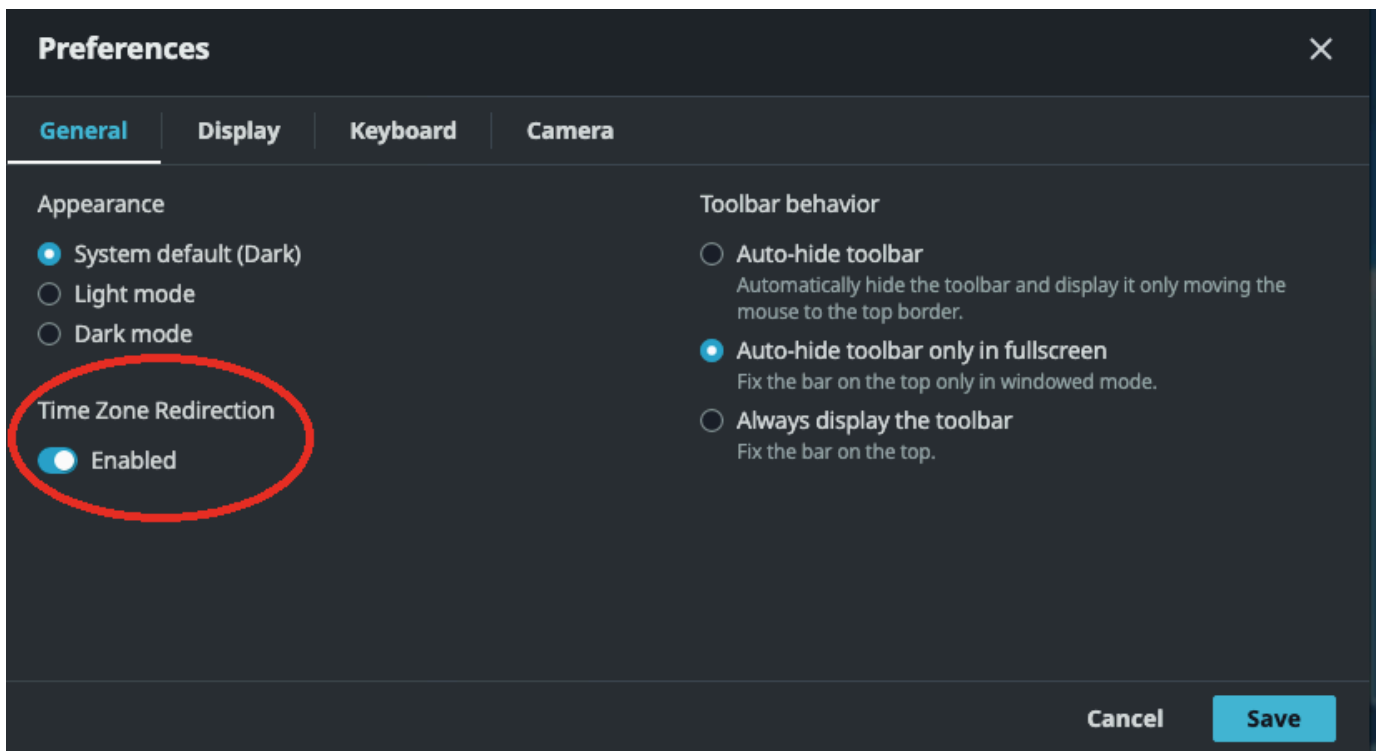 Preferences
General
Display
Keyboard
Camera
Appearance
System default (Dark)
Light mode
Dark mode
Time Zone Redirection
Enabled
Toolbar behavior
Auto-hide toolbar
Automatically hide the toolbar and display it only moving the
mouse to the top border.
Auto-hide toolbar only in fullscreen
Fix the bar on the top only in windowed mode.
Always display the toolbar
Fix the bar on the top.
Cancel
Save